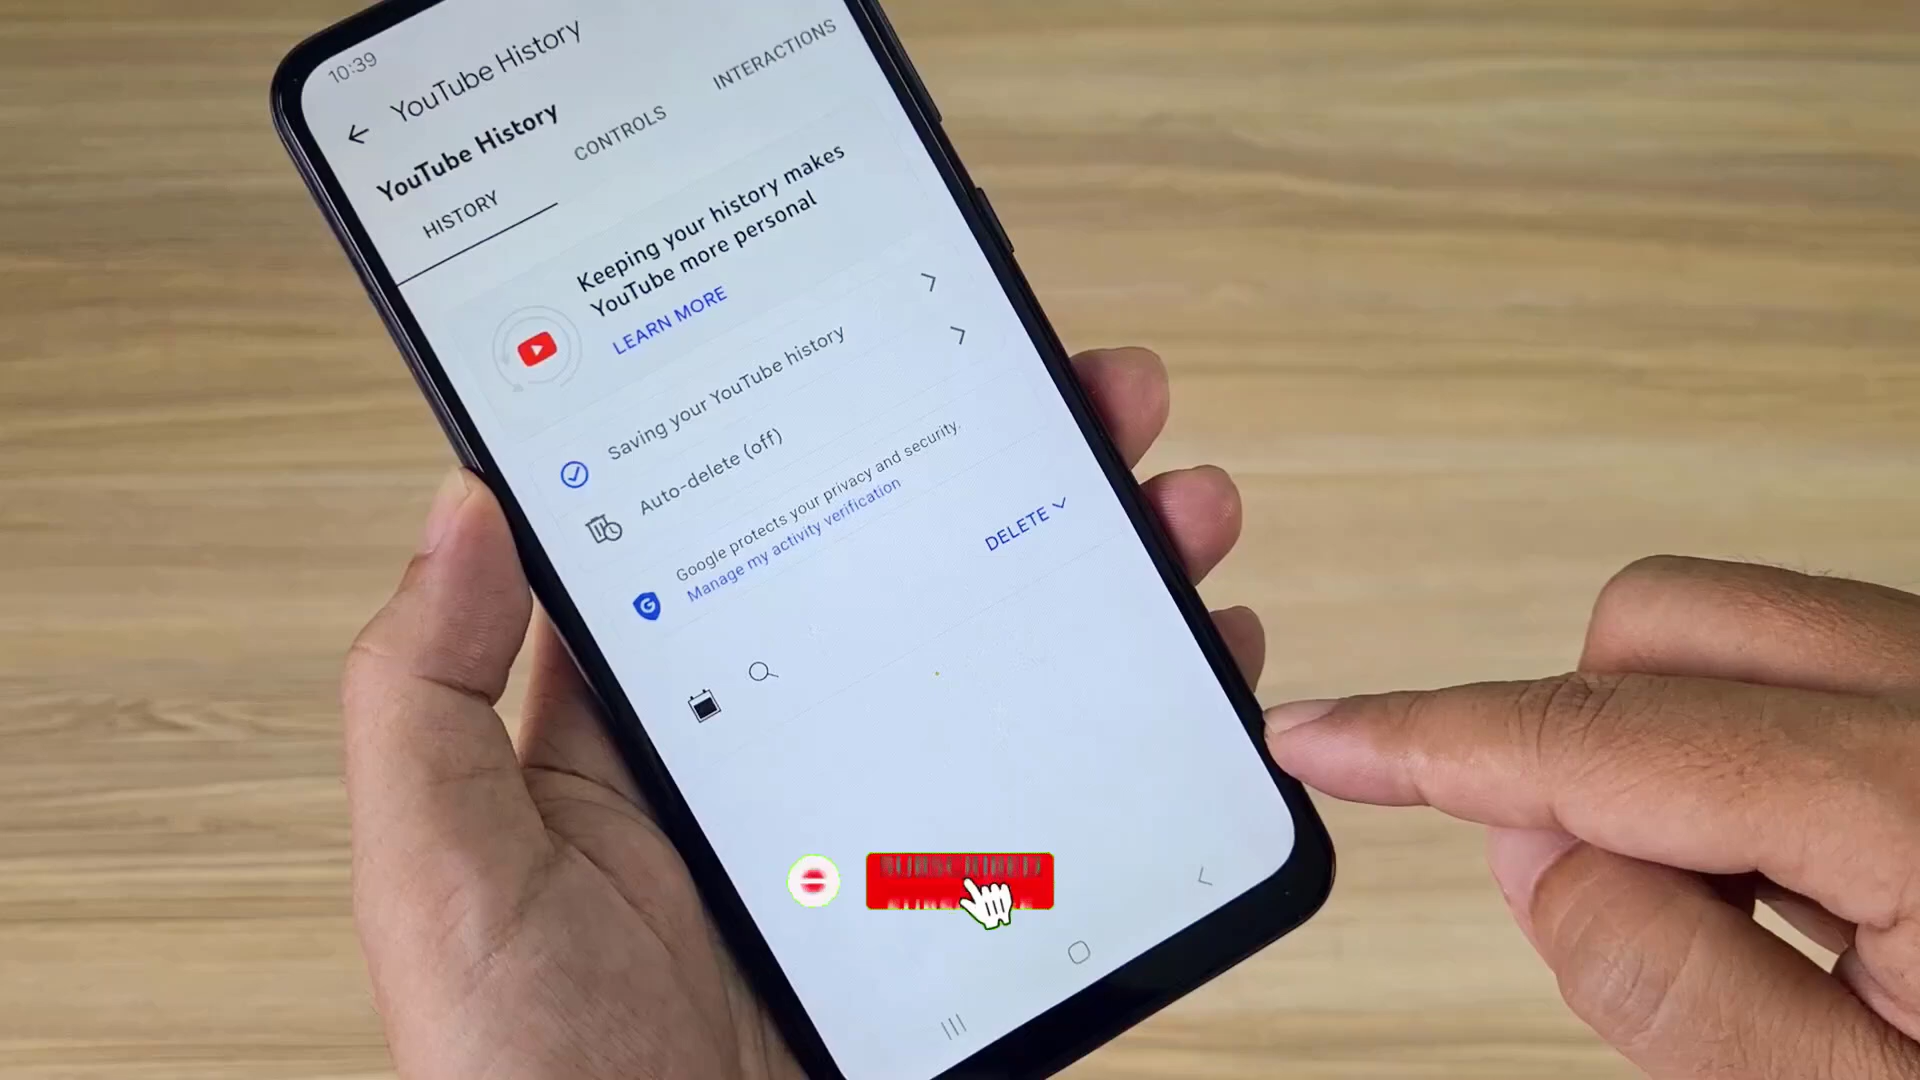 10:39
YouTube History
YouTube History
HISTORY
CONTROLS
INTERACTIONS
Keeping your history makes
YouTube more personal
LEARN MORE
Saving your YouTube history
Auto-delete (off)
Google protects your privacy and security.
Manage my activity verification
G
DELETE